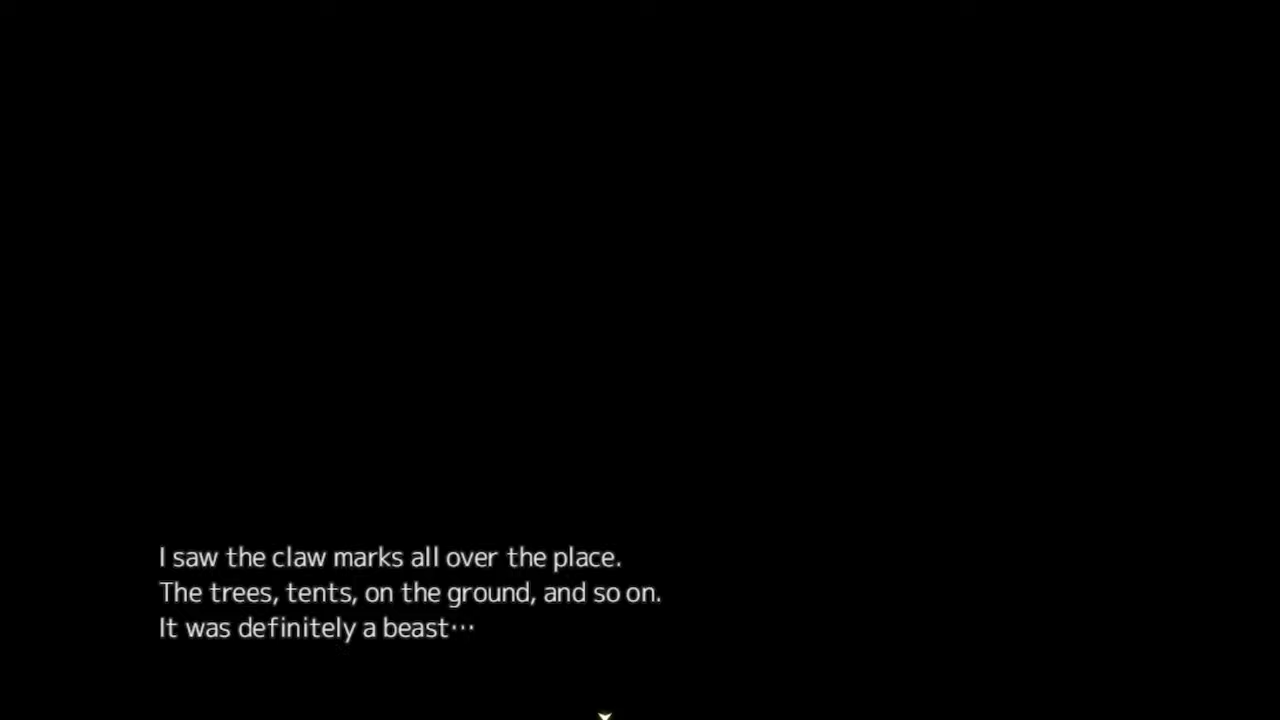 I saw the claw marks all over the place.
The trees, tents, on the ground, and so on.
It was definitely a beast…